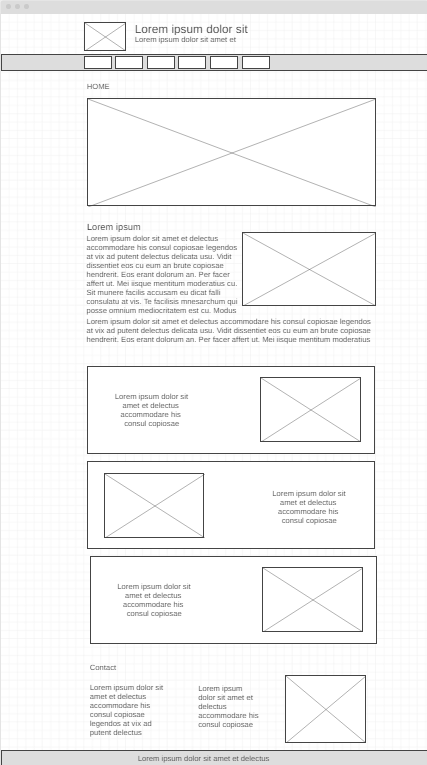 Lorem ipsum dolor sit
Lorem ipsum dolor sit amet et
HOME
Lorem ipsum
Lorem ipsum dolor sit amet et delectus
accommodare his consul copiosae legendos
at vix ad putent delectus delicata usu. Vidit
dissentiet eos cu eum an brute copiosae
hendrerit. Eos erant dolorum an. Per facer
affert ut. Mei iisque mentitum moderatius cu.
Sit munere facilis accusam eu dicat falli
consulatu at vis. Te facilisis mnesarchum qui
posse omnium mediocritatem est cu. Modus
Lorem ipsum dolor sit amet et delectus accommodare his consul copiosae legendos
at vix ad putent delectus delicata usu. Vidit dissentiet eos cu eum an brute copiosae
hendrerit. Eos erant dolorum an. Per facer affert ut. Mei iisque mentitum moderatius
Lorem ipsum dolor sit
amet et delectus
accommodare his
consul copiosae
Lorem ipsum dolor sit
amet et delectus
accommodare his
consul copiosae
Lorem ipsum dolor sit
amet et delectus
accommodare his
consul copiosae
Contact
Lorem ipsum dolor sit
amet et delectus
accommodare his
consul copiosae
legendos at vix ad
putent delectus
Lorem ipsum
dolor sit amet et
delectus
accommodare his
consul copiosae
Lorem ipsum dolor sit amet et delectus